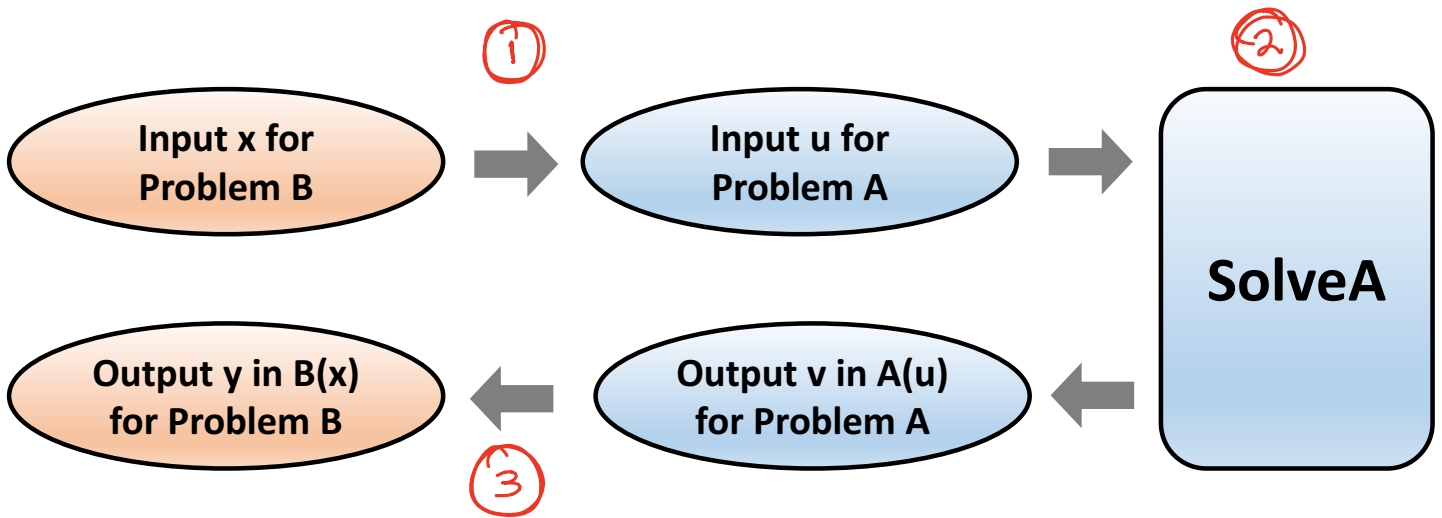 1
2
Input x for
Problem B
Input u for
Problem A
SolveA
Output y in B(x)
for Problem B
Output v in A(u)
for Problem A
3